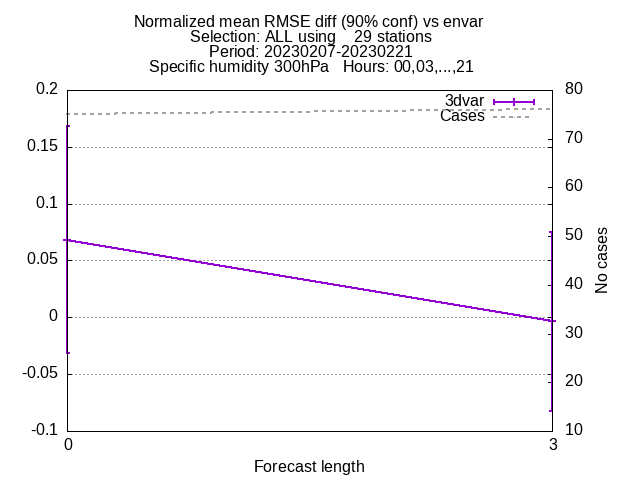 Normalized mean RMSE diff (90% conf) vs envar
Selection: ALL using    29 stations
Period: 20230207-20230221
Specific humidity 300hPa   Hours: 00,03,...,21
3dvar
Cases
0.2
0.15
0.1
0.05
0
-0.05
-0.1
80
70
60
50
40
30
20
10
No cases
0
3
Forecast length